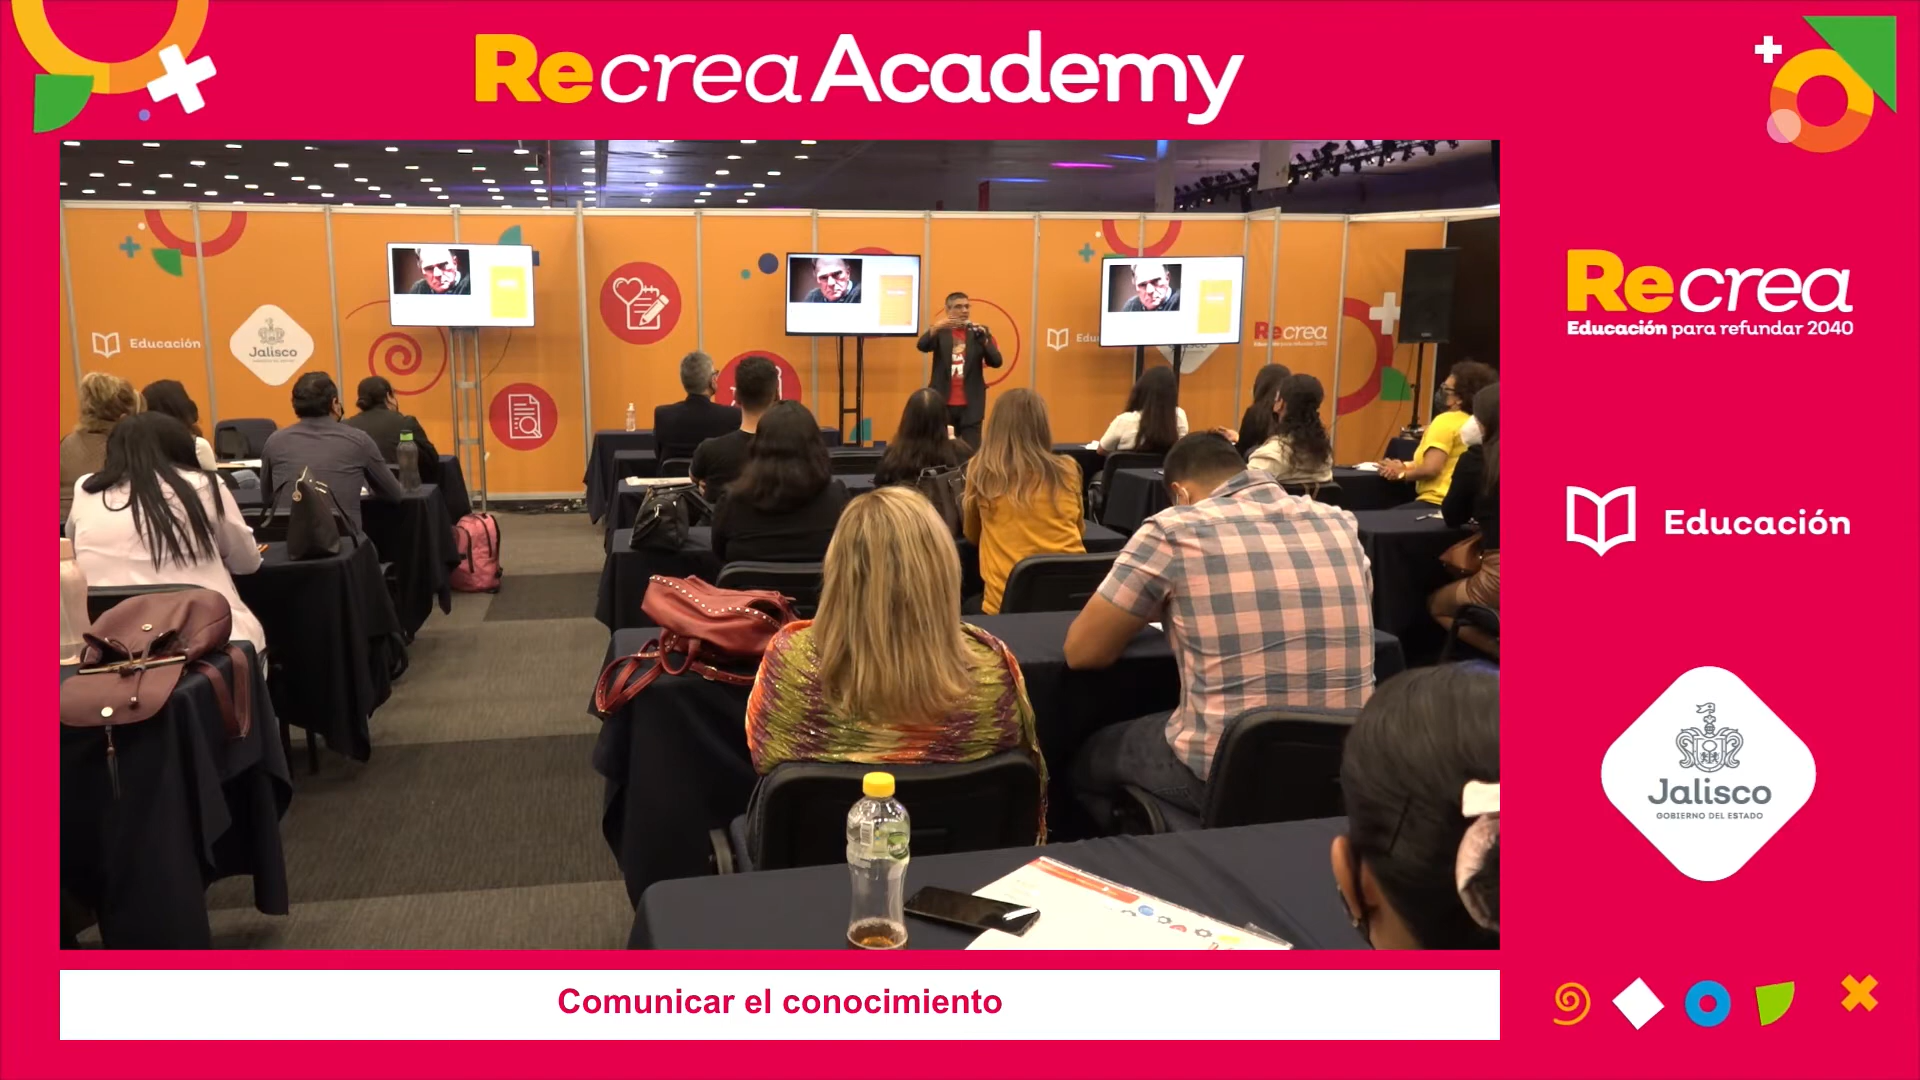 Recrea Academy
Educación
Jalisco
Recrea
Recrea
Educación para refundar 2040
Educación
Jalisco
GOBIERNO DEL ESTADO
Comunicar el conocimiento